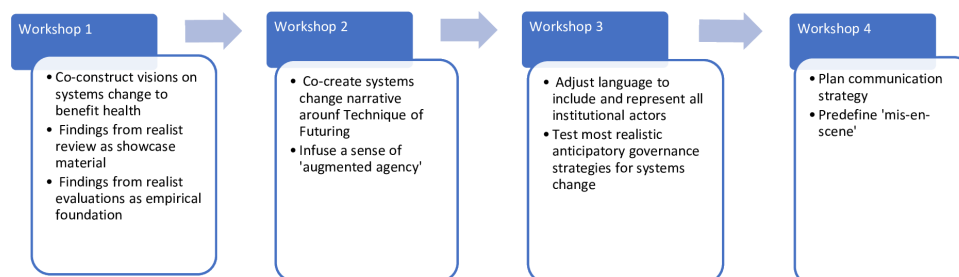 Workshop 1
• Co-construct visions on
systems change to
benefit health
• Findings from realist
review as showcase
material
• Findings from realist
evaluations as empirical
foundation
Workshop 2
• Co-create systems
change narrative
arounf Technique of
Futuring
• Infuse a sense of
'augmented agency'
Workshop 3
• Adjust language to
include and represent all
institutional actors
• Test most realistic
anticipatory governance
strategies for systems
change
Workshop 4
• Plan communication
strategy
• Predefine 'mis-en-
scene'